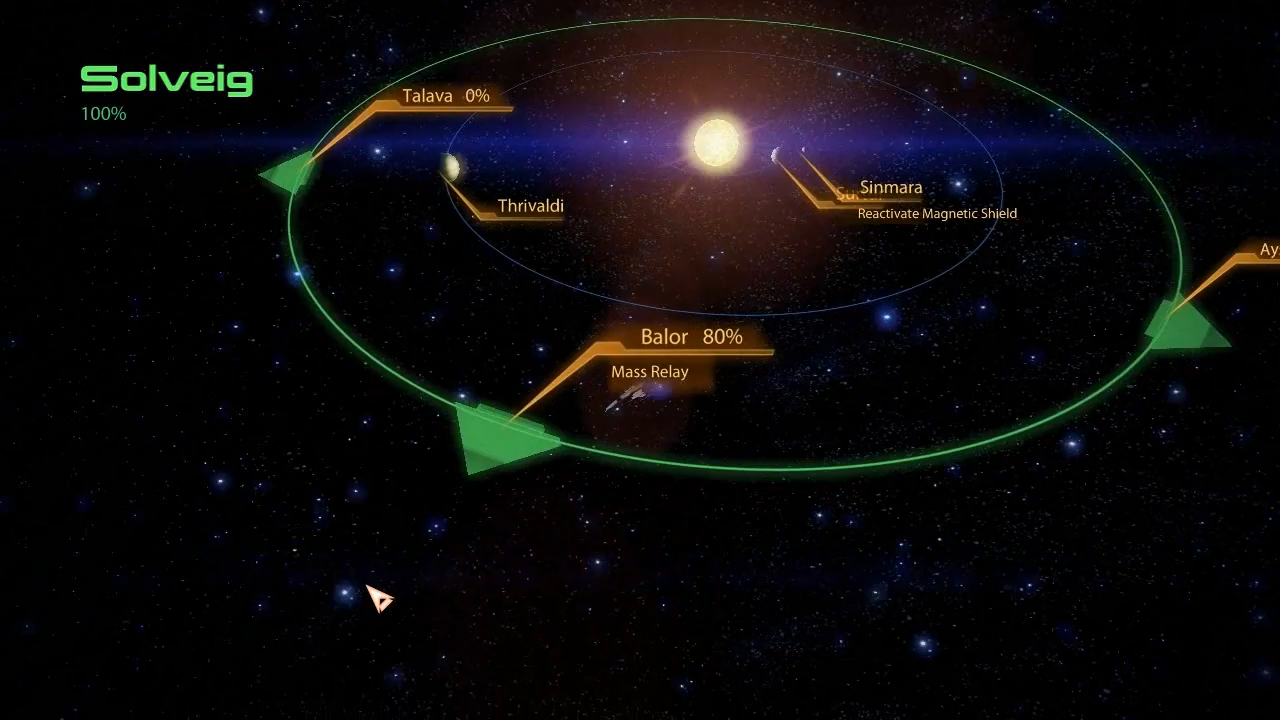 Solveig
100%
Talava 0%
Thrivaldi
Sinmara
Reactivate Magnetic Shield
Balor 80%
Mass Relay